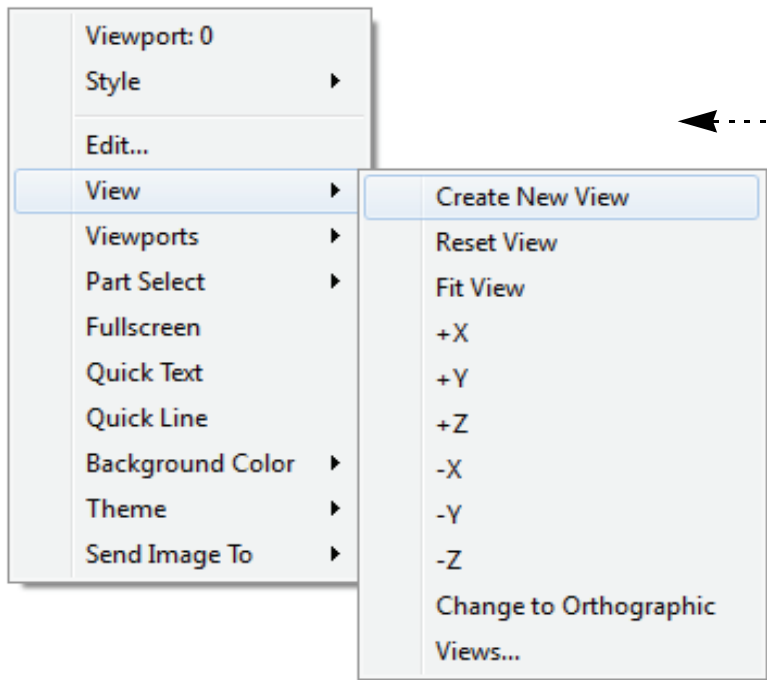 Viewport: 0
Style
Edit...
View
Viewports
Part Select
Fullscreen
Quick Text
Quick Line
Background Color
Theme
Send Image To
Create New View
Reset View
Fit View
+X
+Y
+Z
-X
-Y
-Z
Change to Orthographic
Views...